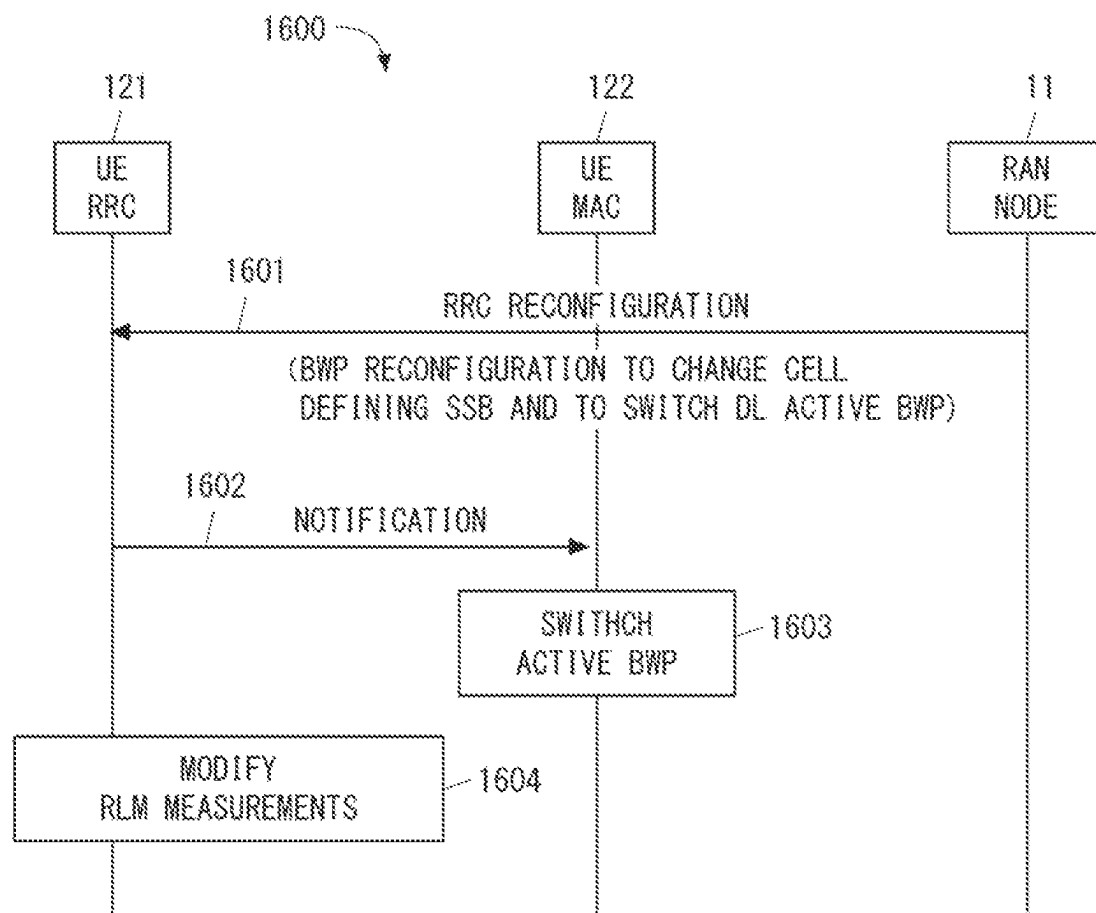 1600
121
122
11
UE
RRC
UE
MAC
RAN
NODE
1601
RRC RECONFIGURATION
(BWP RECONFIGURATION TO CHANGE CELL
DEFINING SSB AND TO SWITCH DL ACTIVE BWP)
1602
NOTIFICATION
SWITHCH
ACTIVE BWP
1603
MODIFY
RLM MEASUREMENTS
1604